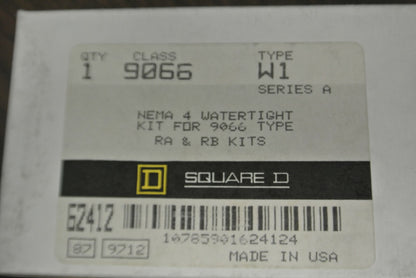 QTY CLASS TYPE
1 9066 W1
SERIES A
NEMA 4 WATERTIGHT
KIT FOR 9066 TYPE
RA & RB KITS
D SQUARE D
62412
10785901624124
87 9712
MADE IN USA